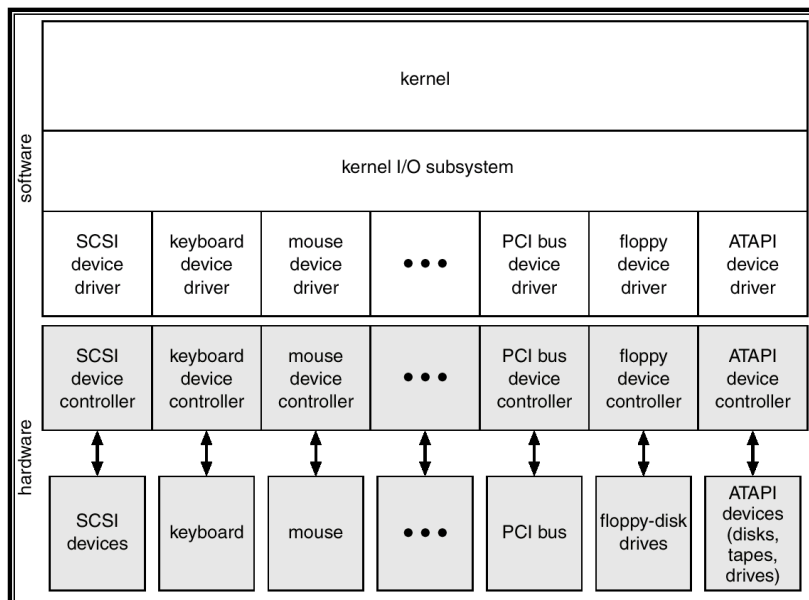 software
kernel
kernel I/O subsystem
SCSI
device
driver
keyboard
device
driver
mouse
device
driver
•••
PCI bus
device
driver
floppy
device
driver
ATAPI
device
driver
hardware
SCSI
device
controller
keyboard
device
controller
mouse
device
controller
•••
PCI bus
device
controller
floppy
device
controller
ATAPI
device
controller
SCSI
devices
keyboard
mouse
•••
PCI bus
floppy-disk
drives
ATAPI
devices
(disks,
tapes,
drives)